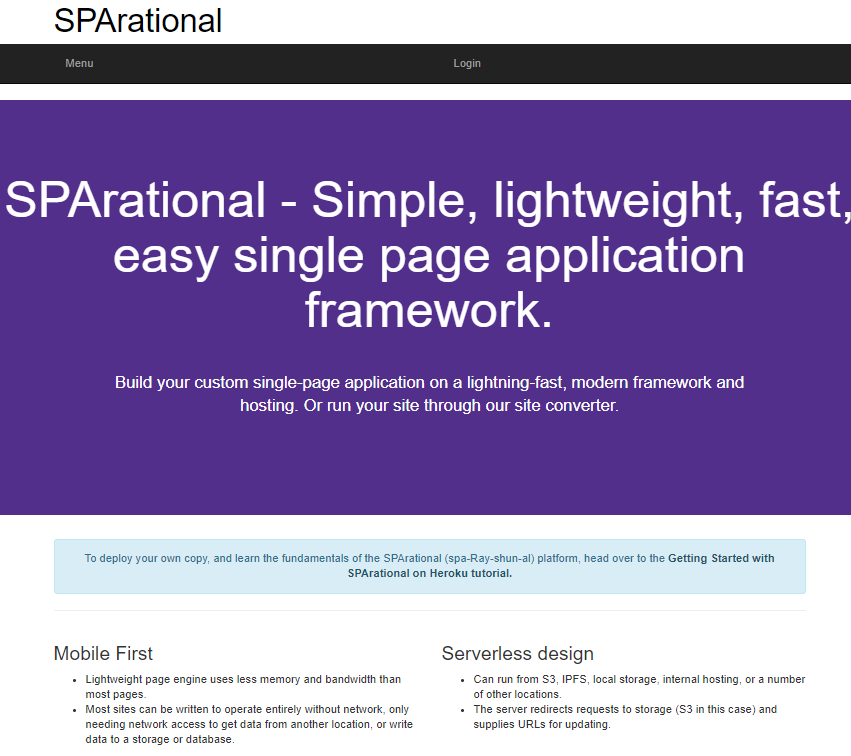 SPArational
Menu Login
SPArational - Simple, lightweight, fast,
easy single page application
framework.
Build your custom single-page application on a lightning-fast, modern framework and
hosting. Or run your site through our site converter.
To deploy your own copy, and learn the fundamentals of the SPArational (spa-Ray-shun-al) platform, head over to the Getting Started with
SPArational on Heroku tutorial.
Mobile First
• Lightweight page engine uses less memory and bandwidth than
most pages.
• Most sites can be written to operate entirely without network, only
needing network access to get data from another location, or write
data to a storage or database.
Serverless design
• Can run from S3, IPFS, local storage, internal hosting, or a number
of other locations.
• The server redirects requests to storage (S3 in this case) and
supplies URLs for updating.